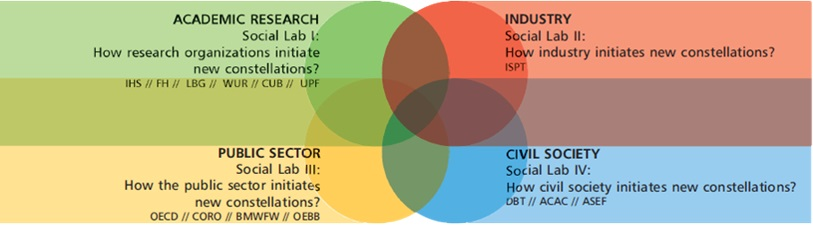 ACADEMIC RESEARCH
Social Lab I:
How research organizations initiate
new constellations?
IHS // FH // LBG // WUR // CUB // UPF
INDUSTRY
Social Lab II:
How industry initiates new constellations?
ISPT
PUBLIC SECTOR
Social Lab III:
How the public sector initiates
new constellations?
OECD // CORO // BMWFW // OEBB
CIVIL SOCIETY
Social Lab IV:
How civil society initiates new constellations?
DBT // ACAC // ASEF